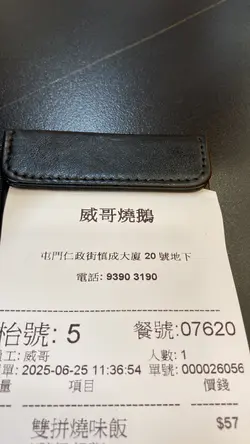 威哥燒鵝
屯門仁政街慎成大廈 20 號地下
電話: 9390 3190
枱號: 5 餐號:07620
員工: 威哥 人數: 1
單: 2025-06-25 11:36:54 單號: 000026056
量 項目 價錢
雙拼燒味飯 $57